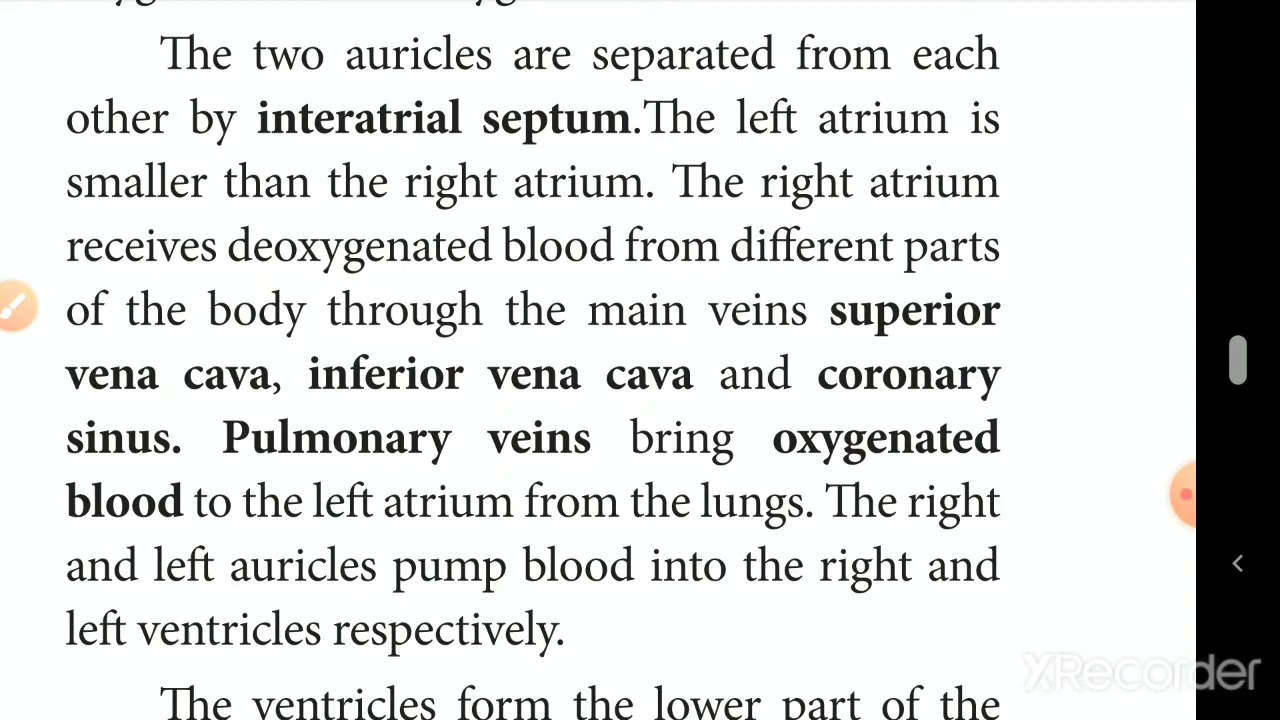 The two auricles are separated from each
other by interatrial septum.The left atrium is
smaller than the right atrium. The right atrium
receives deoxygenated blood from different parts
of the body through the main veins superior
vena cava, inferior vena cava and coronary
sinus. Pulmonary veins bring oxygenated
blood to the left atrium from the lungs. The right
and left auricles pump blood into the right and
left ventricles respectively.
XRecorder
The ventricles form the lower part of the